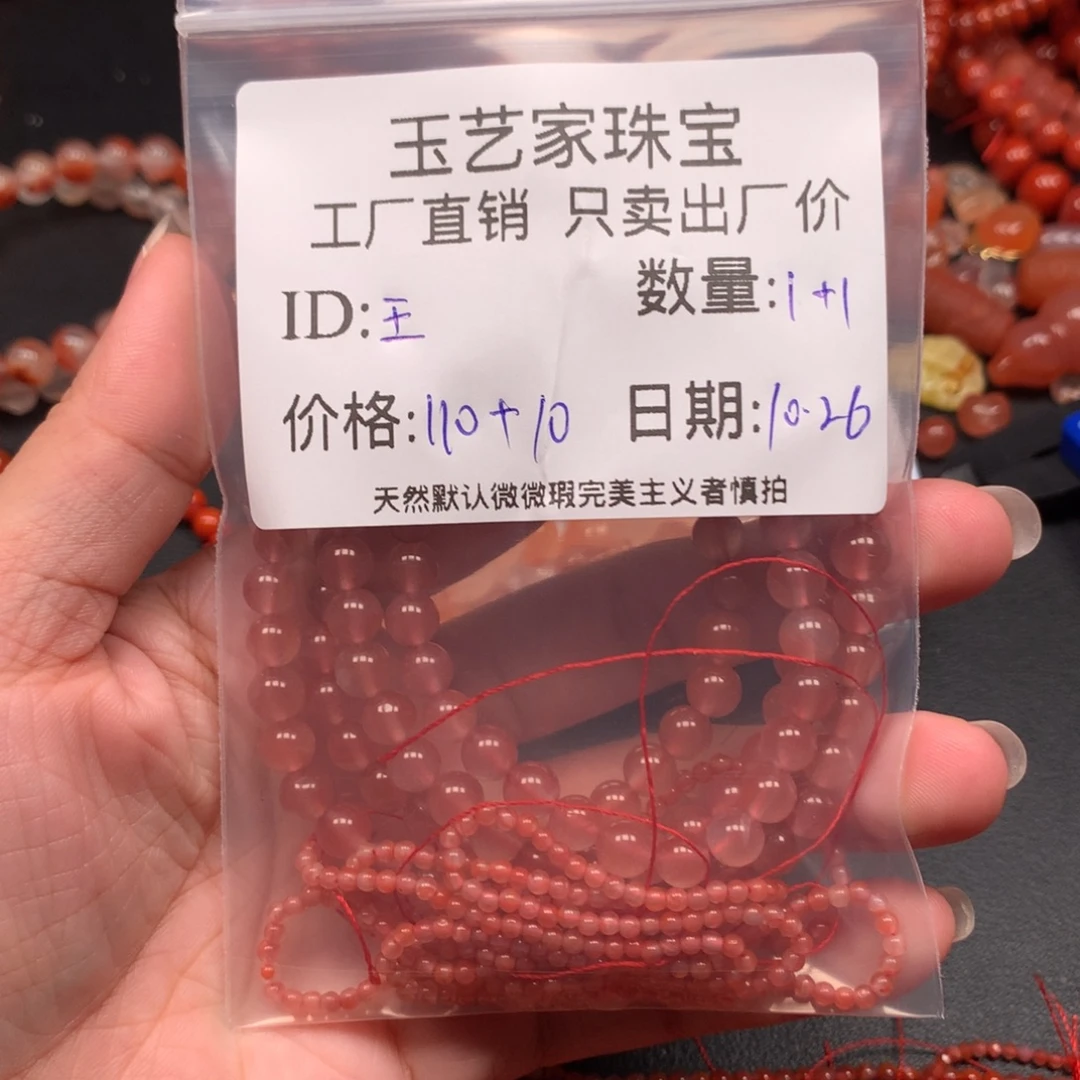 玉艺家珠宝
工厂直销 只卖出厂价
ID:王 数量:1+1
价格:110+10 日期:10.26
天然默认微微瑕完美主义者慎拍